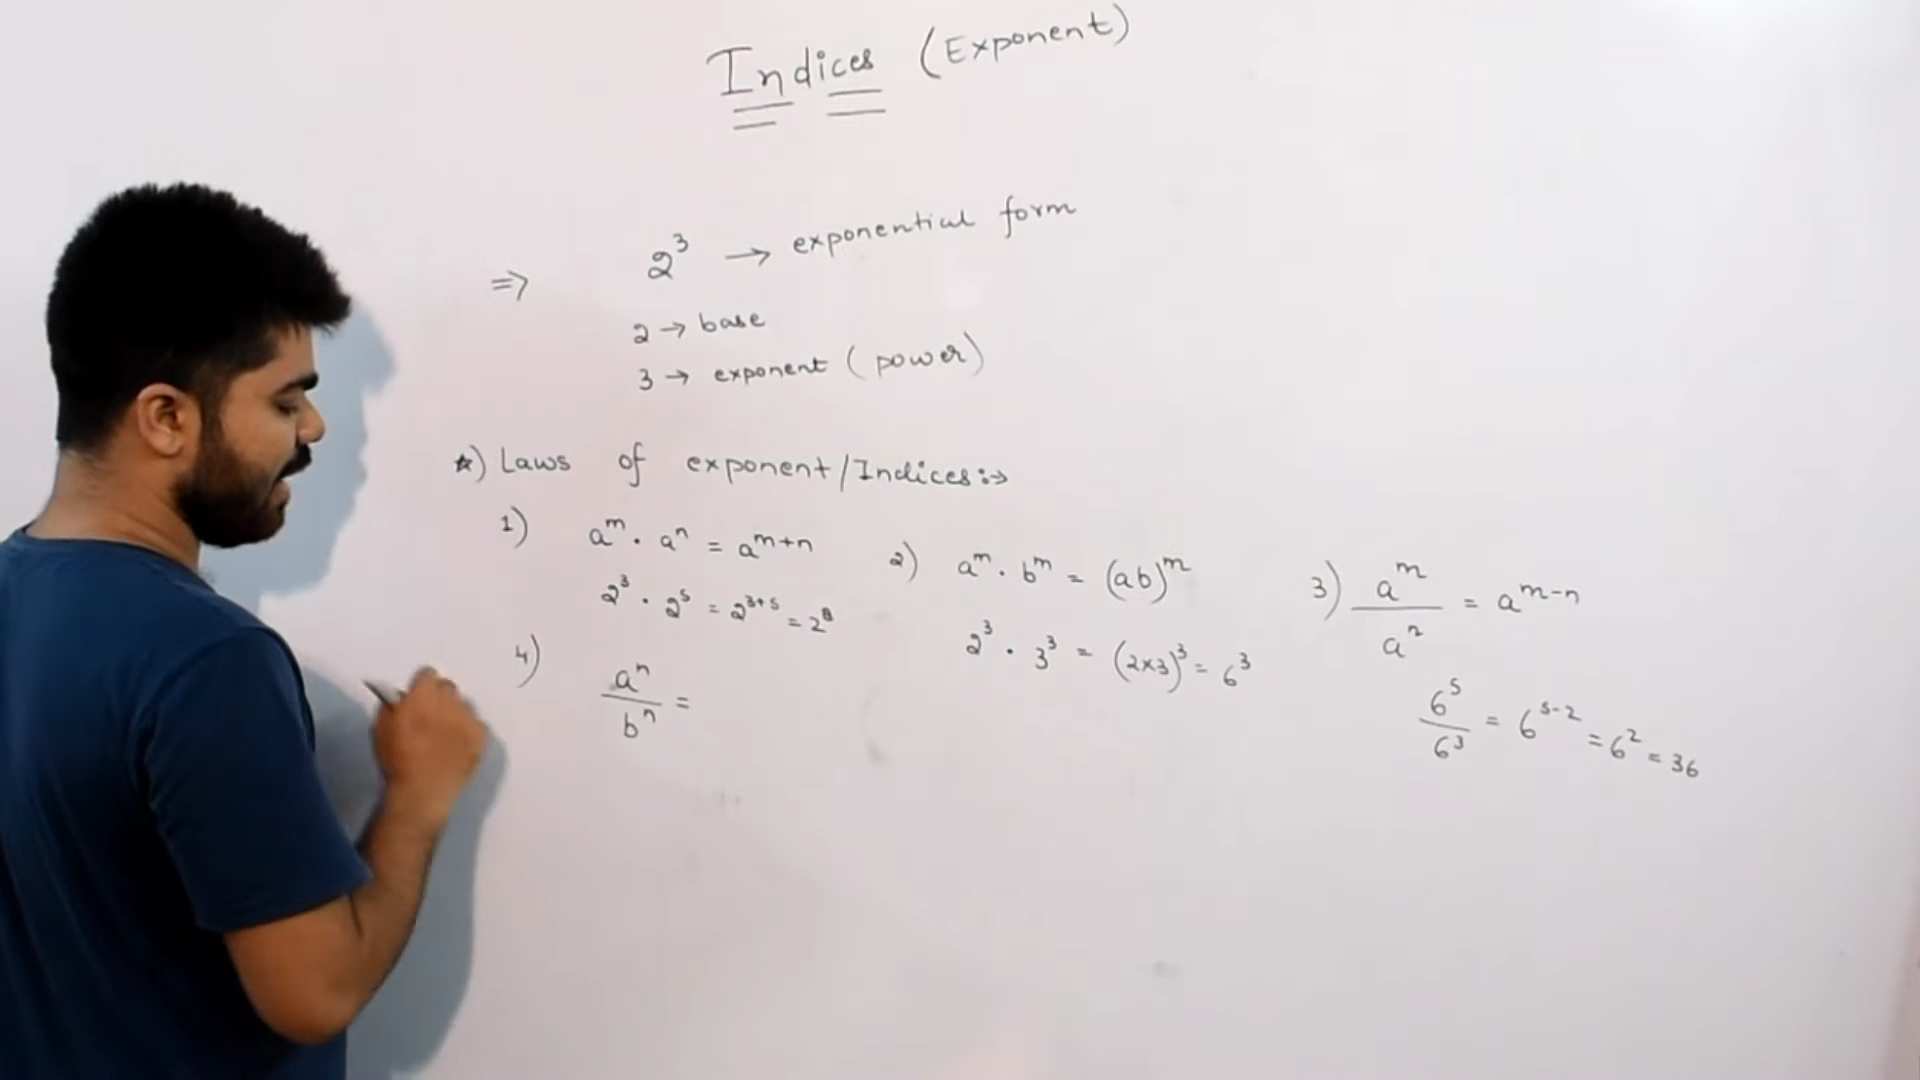 Indices (Exponent)
=> 2³ → exponential form
2 → base
3 → exponent (power)
☆) Laws of exponent/Indices:→
1) aᵐ . aⁿ = aᵐ⁺ⁿ
2³ . 2⁵ = 2³⁺⁵ = 2⁸
2) aᵐ . bᵐ = (ab)ᵐ
2³ . 3³ = (2x3)³ = 6³
3) aᵐ/aⁿ = aᵐ⁻ⁿ
6⁵/6³ = 6⁵⁻² = 6² = 36
4) aⁿ/bⁿ =